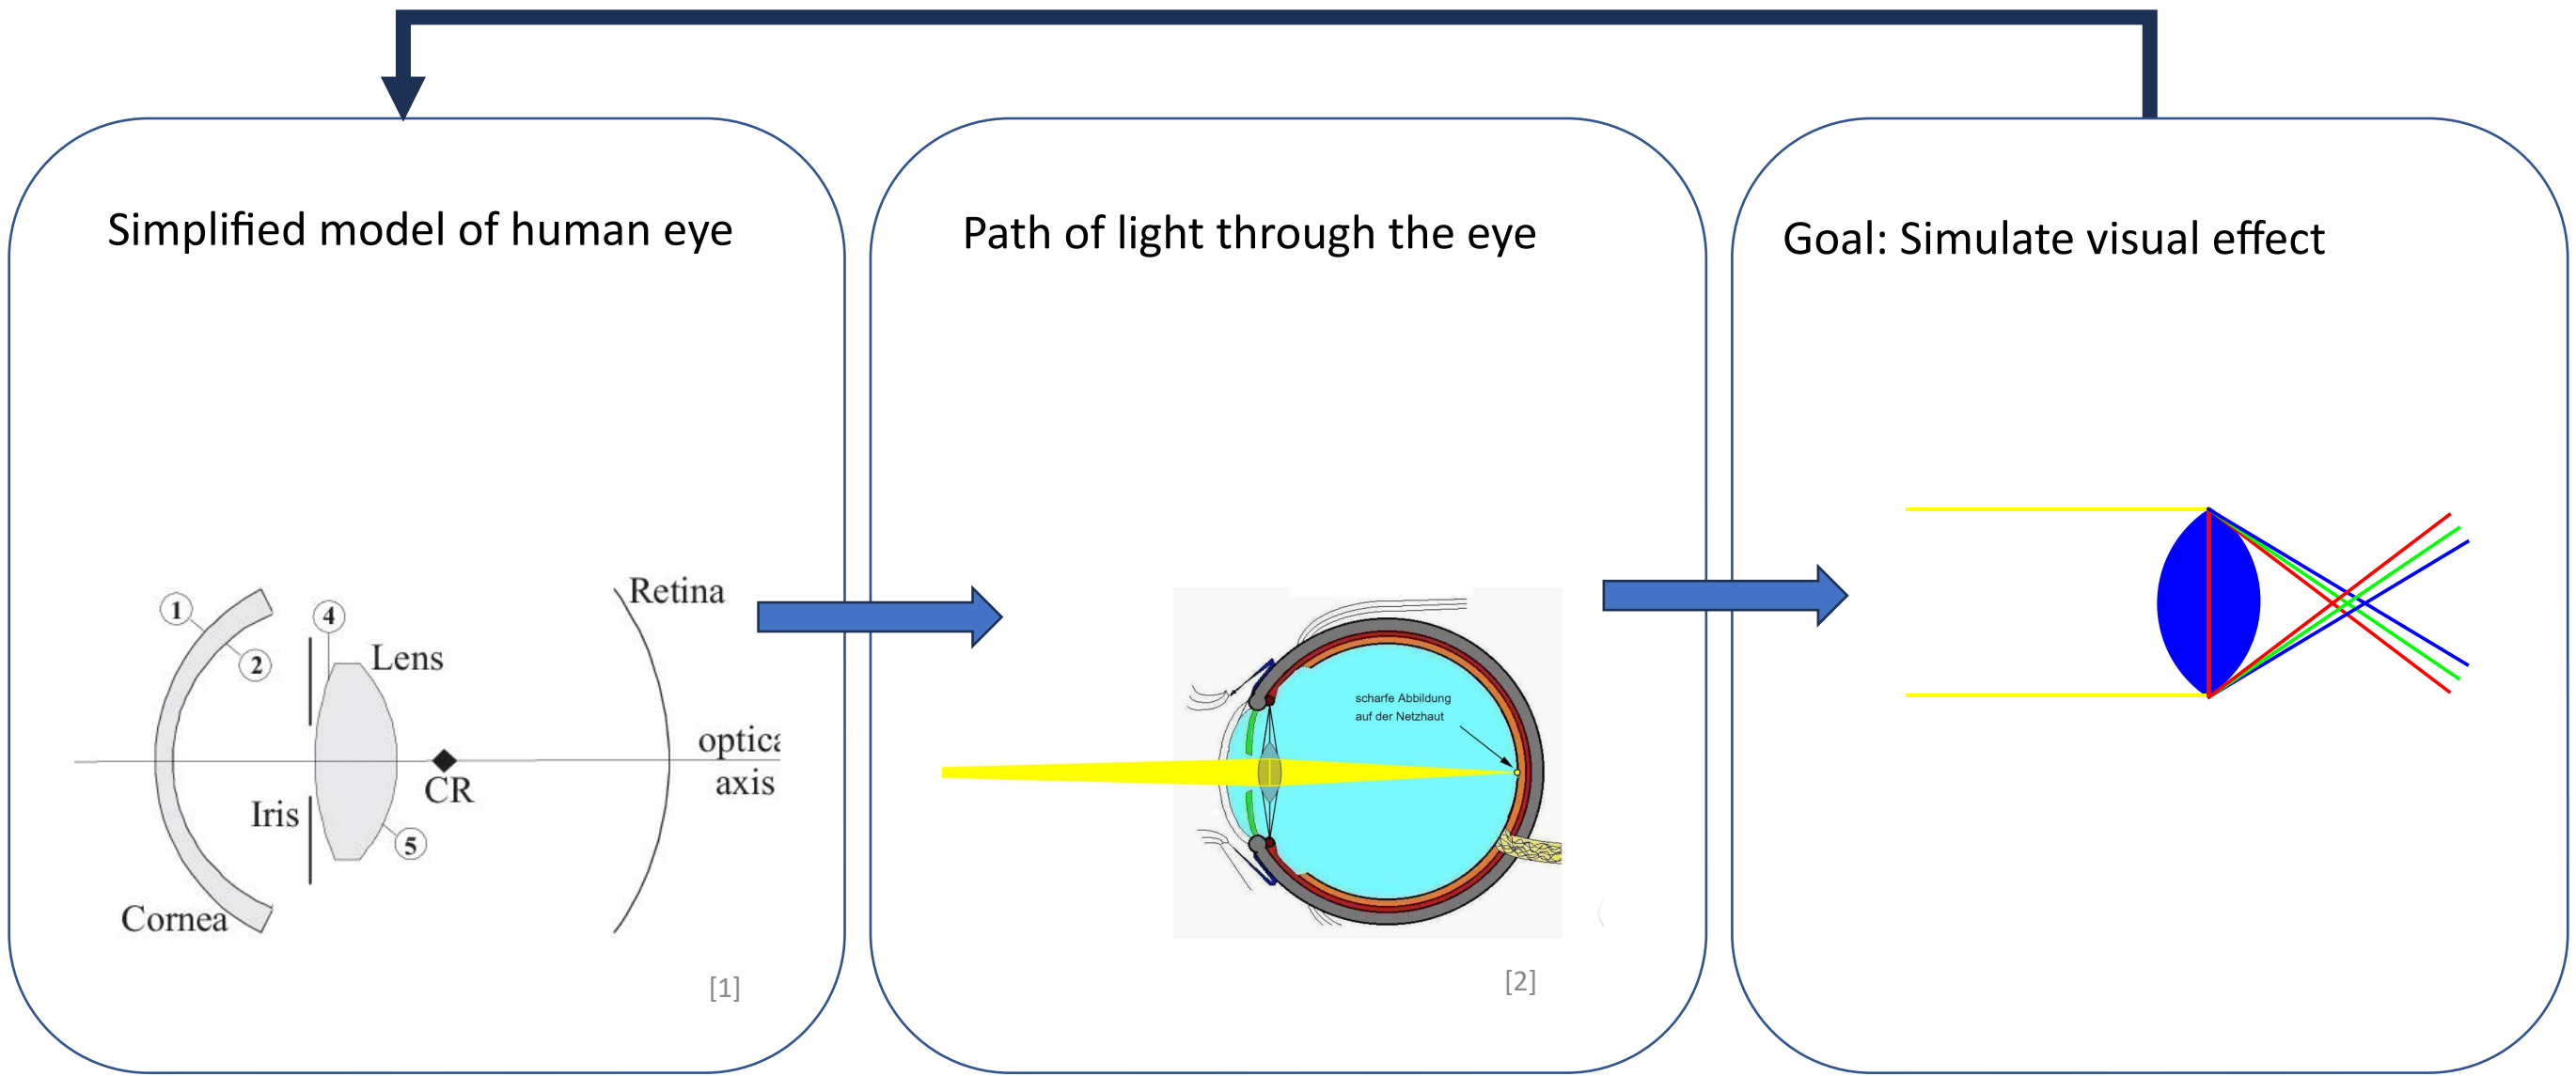 Simplified model of human eye
1
2
4
Lens
Retina
optica
axis
CR
Iris
5
Cornea
[1]
Path of light through the eye
scharfe Abbildung
auf der Netzhaut
[2]
Goal: Simulate visual effect